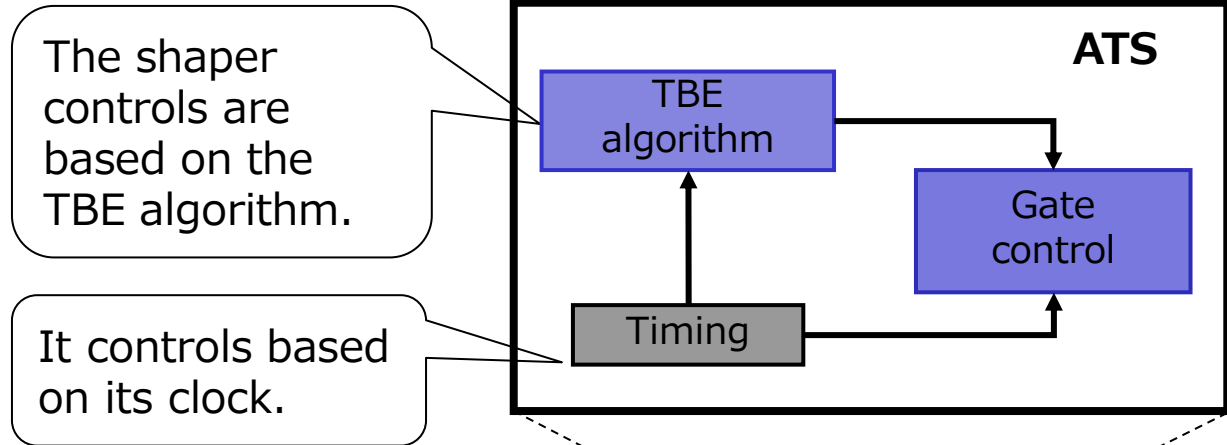 The shaper
controls are
based on the
TBE algorithm.
ATS
TBE
algorithm
Gate
control
It controls based
on its clock.
Timing